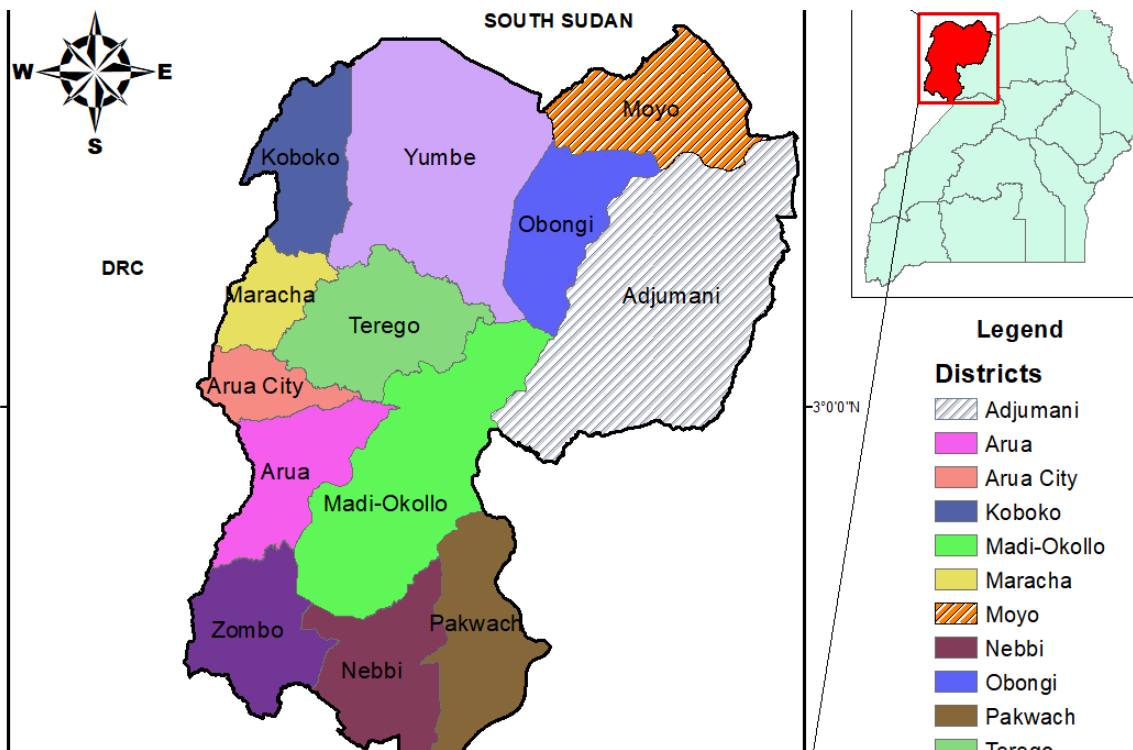 SOUTH SUDAN
W E
S
Moyo
Koboko
Yumbe
Obongi
DRC
Maracha
Adjumani
Terego
Arua City
3°0'0"N
Arua
Madi-Okollo
Zombo
Pakwach
Nebbi
Legend
Districts
Adjumani
Arua
Arua City
Koboko
Madi-Okollo
Maracha
Moyo
Nebbi
Obongi
Pakwach
Terego